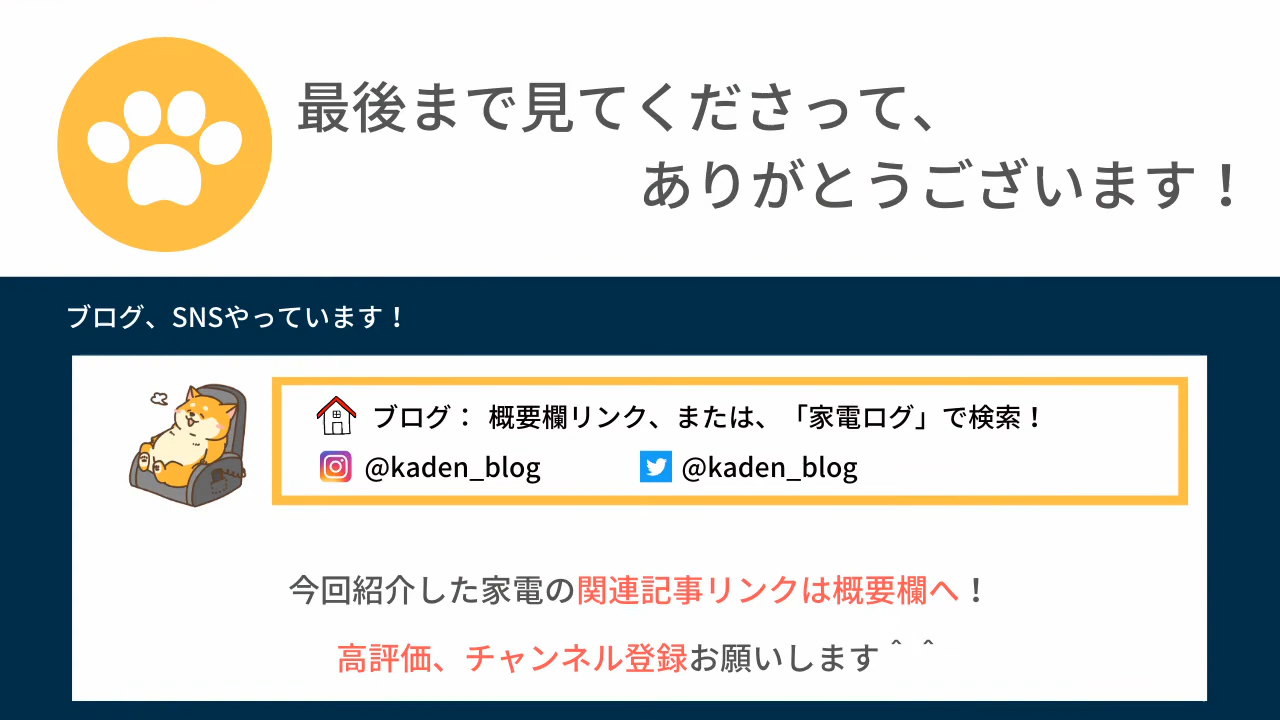 最後まで見てくださって、
ありがとうございます！
ブログ、SNSやっています！
ブログ： 概要欄リンク、または、「家電ログ」で検索！
@kaden_blog @kaden_blog
今回紹介した家電の関連記事リンクは概要欄へ！
高評価、チャンネル登録お願いします＾＾